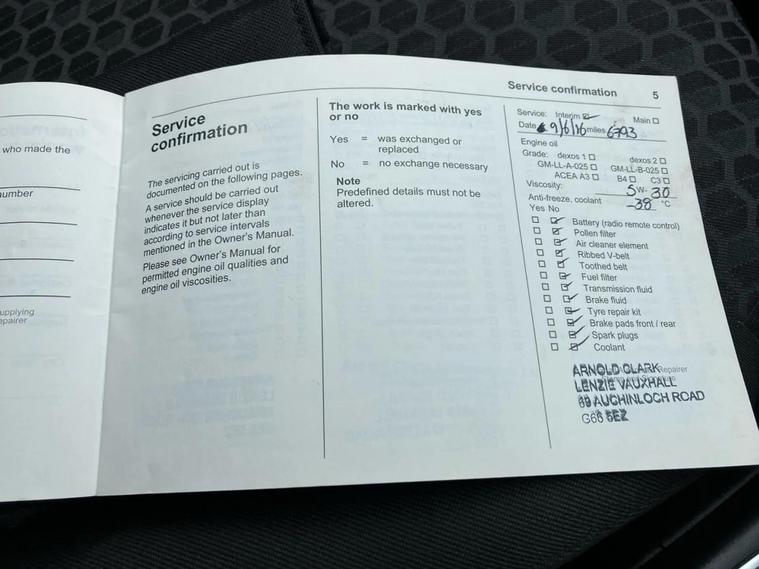 who made the
umber
upplying
epairer
Service
confirmation
The servicing carried out is
documented on the following pages.
A service should be carried out
whenever the service display
indicates it but not later than
according to service intervals
mentioned in the Owner's Manual.
Please see Owner's Manual for
permitted engine oil qualities and
engine oil viscosities.
The work is marked with yes
or no
Yes = was exchanged or
replaced
No = no exchange necessary
Note
Predefined details must not be
altered.
Service confirmation 5
Service: Interim Main
Date 9/6/16 miles 6793
Engine oil
Grade: dexos 1 dexos 2
GM-LL-A-025 GM-LL-B-025
ACEA A3 B4 C3
Viscosity: 5W-30
Anti-freeze, coolant -38 °C
Yes No
Battery (radio remote control)
Pollen filter
Air cleaner element
Ribbed V-belt
Toothed belt
Fuel filter
Transmission fluid
Brake fluid
Tyre repair kit
Brake pads front / rear
Spark plugs
Coolant
ARNOLD CLARK Repairer
LENZIE VAUXHALL
69 AUCHINLOCH ROAD
G66 5EZ